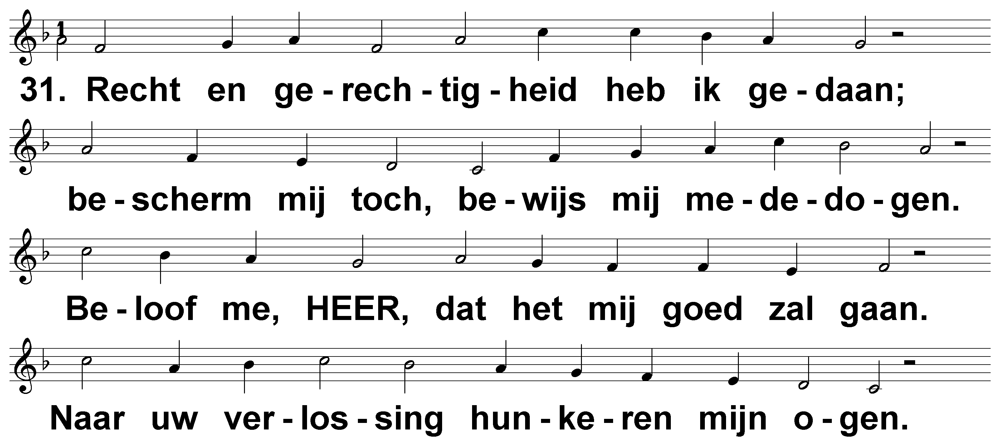 31. Recht en ge-rech-tig-heid heb ik ge-daan;
be-scherm mij toch, be-wijs mij me-de-do-gen.
Be-loof me, HEER, dat het mij goed zal gaan.
Naar uw ver-los-sing hun-ke-ren mijn o-gen.